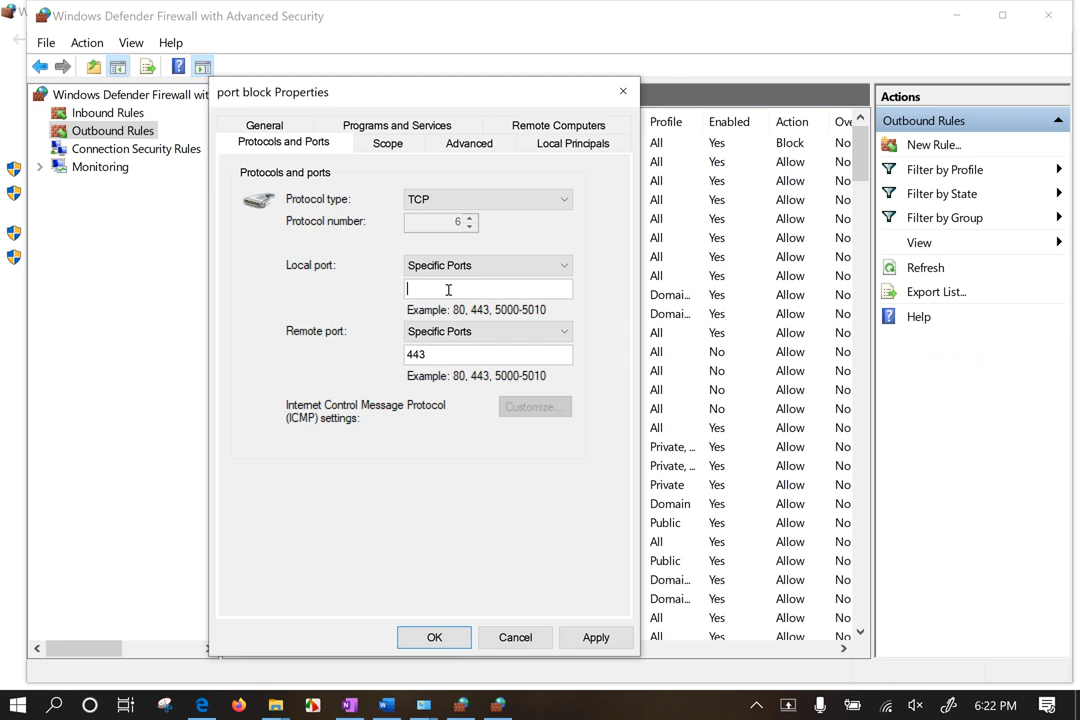 Windows Defender Firewall with Advanced Security
File Action View Help
Windows Defender Firewall wit
Inbound Rules
Outbound Rules
Connection Security Rules
Monitoring
port block Properties
General Programs and Services Remote Computers
Protocols and Ports Scope Advanced Local Principals
Protocols and ports
Protocol type: TCP
Protocol number: 6
Local port: Specific Ports
Example: 80, 443, 5000-5010
Remote port: Specific Ports
443
Example: 80, 443, 5000-5010
Internet Control Message Protocol
(ICMP) settings:
Customize...
OK Cancel Apply
Profile Enabled Action Ove
All Yes Block No
All Yes Allow No
All Yes Allow No
All Yes Allow No
All Yes Allow No
All Yes Allow No
All Yes Allow No
All Yes Allow No
Domai... Yes Allow No
Domai... Yes Allow No
All Yes Allow No
All No Allow No
All No Allow No
All No Allow No
All No Allow No
All Yes Allow No
Private, ... Yes Allow No
Private, ... Yes Allow No
Private Yes Allow No
Domain Yes Allow No
Public Yes Allow No
All Yes Allow No
Public Yes Allow No
Domai... Yes Allow No
Domai... Yes Allow No
All Yes Allow No
All Yes Allow No
Actions
Outbound Rules
New Rule...
Filter by Profile
Filter by State
Filter by Group
View
Refresh
Export List...
Help
6:22 PM